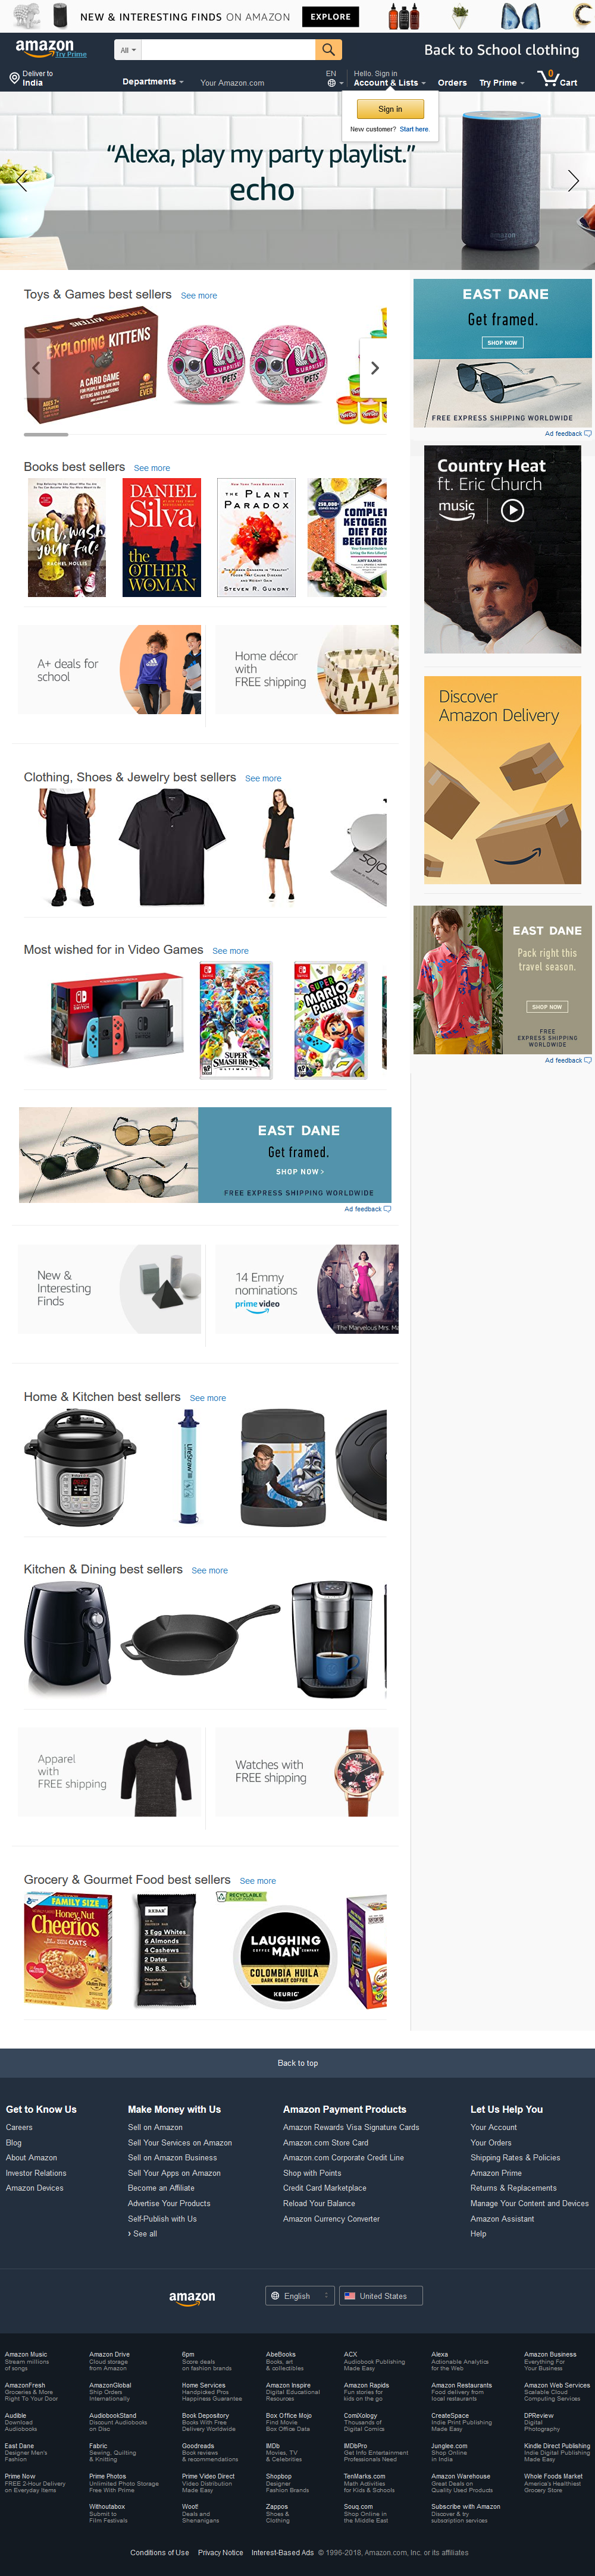 NEW & INTERESTING FINDS ON AMAZON EXPLORE
amazon
Try Prime
All
Back to School clothing
Deliver to
India
Departments
Your Amazon.com
EN
Hello. Sign in
Account & Lists
Orders
Try Prime
0
Cart
Sign in
New customer? Start here.
“Alexa, play my party playlist.”
echo
amazon
Toys & Games best sellers See more
EXPLODING KITTENS
A CARD GAME
LOL SURPRISE PETS
LOL SURPRISE PETS
EAST DANE
Get framed.
SHOP NOW
FREE EXPRESS SHIPPING WORLDWIDE
Ad feedback
Country Heat
ft. Eric Church
music
Books best sellers See more
Girl, wash your face
RACHEL HOLLIS
DANIEL Silva
the OTHER WOMAN
THE PLANT PARADOX
STEVEN R. GUNDRY
THE COMPLETE KETOGENIC DIET FOR BEGINNERS
A+ deals for
school
Home décor
with
FREE shipping
Discover
Amazon Delivery
Clothing, Shoes & Jewelry best sellers See more
EAST DANE
Pack right this
travel season.
SHOP NOW
FREE
EXPRESS SHIPPING
WORLDWIDE
Ad feedback
Most wished for in Video Games See more
SUPER SMASH BROS. ULTIMATE
SUPER MARIO PARTY
EAST DANE
Get framed.
SHOP NOW >
FREE EXPRESS SHIPPING WORLDWIDE
Ad feedback
New &
Interesting
Finds
14 Emmy
nominations
prime video
The Marvelous Mrs. Ma
Home & Kitchen best sellers See more
LifeStraw
THERMOS
Kitchen & Dining best sellers See more
Apparel
with
FREE shipping
Watches with
FREE shipping
Grocery & Gourmet Food best sellers See more
FAMILY SIZE
Honey Nut
Cheerios
RXBAR
3 Egg Whites
6 Almonds
4 Cashews
2 Dates
No B.S.
Chocolate
Sea Salt
RECYCLABLE
LAUGHING
MAN
COLOMBIA HUILA
DARK ROAST COFFEE
KEURIG
Back to top
Get to Know Us
Careers
Blog
About Amazon
Investor Relations
Amazon Devices
Make Money with Us
Sell on Amazon
Sell Your Services on Amazon
Sell on Amazon Business
Sell Your Apps on Amazon
Become an Affiliate
Advertise Your Products
Self-Publish with Us
› See all
Amazon Payment Products
Amazon Rewards Visa Signature Cards
Amazon.com Store Card
Amazon.com Corporate Credit Line
Shop with Points
Credit Card Marketplace
Reload Your Balance
Amazon Currency Converter
Let Us Help You
Your Account
Your Orders
Shipping Rates & Policies
Amazon Prime
Returns & Replacements
Manage Your Content and Devices
Amazon Assistant
Help
amazon
English
United States
Amazon Music
Stream millions
of songs
Amazon Drive
Cloud storage
from Amazon
6pm
Score deals
on fashion brands
AbeBooks
Books, art
& collectibles
ACX
Audiobook Publishing
Made Easy
Alexa
Actionable Analytics
for the Web
Amazon Business
Everything For
Your Business
AmazonFresh
Groceries & More
Right To Your Door
AmazonGlobal
Ship Orders
Internationally
Home Services
Handpicked Pros
Happiness Guarantee
Amazon Inspire
Digital Educational
Resources
Amazon Rapids
Fun stories for
kids on the go
Amazon Restaurants
Food delivery from
local restaurants
Amazon Web Services
Scalable Cloud
Computing Services
Audible
Download
Audiobooks
AudiobookStand
Discount Audiobooks
on Disc
Book Depository
Books With Free
Delivery Worldwide
Box Office Mojo
Find Movie
Box Office Data
ComiXology
Thousands of
Digital Comics
CreateSpace
Indie Print Publishing
Made Easy
DPReview
Digital
Photography
East Dane
Designer Men's
Fashion
Fabric
Sewing, Quilting
& Knitting
Goodreads
Book reviews
& recommendations
IMDb
Movies, TV
& Celebrities
IMDbPro
Get Info Entertainment
Professionals Need
Junglee.com
Shop Online
in India
Kindle Direct Publishing
Indie Digital Publishing
Made Easy
Prime Now
FREE 2-Hour Delivery
on Everyday Items
Prime Photos
Unlimited Photo Storage
Free With Prime
Prime Video Direct
Video Distribution
Made Easy
Shopbop
Designer
Fashion Brands
TenMarks.com
Math Activities
for Kids & Schools
Amazon Warehouse
Great Deals on
Quality Used Products
Whole Foods Market
America's Healthiest
Grocery Store
Withoutabox
Submit to
Film Festivals
Woot!
Deals and
Shenanigans
Zappos
Shoes &
Clothing
Souq.com
Shop Online in
the Middle East
Subscribe with Amazon
Discover & try
subscription services
Conditions of Use Privacy Notice Interest-Based Ads © 1996-2018, Amazon.com, Inc. or its affiliates